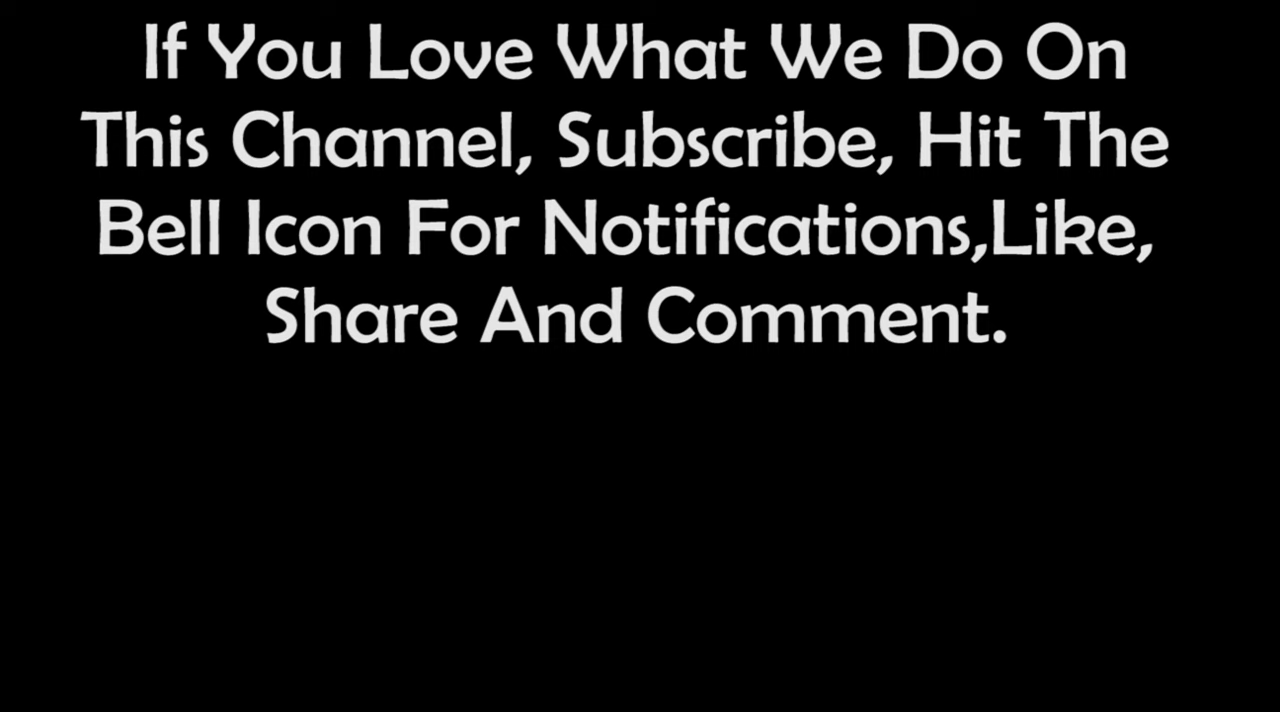 If You Love What We Do On
This Channel, Subscribe, Hit The
Bell Icon For Notifications,Like,
Share And Comment.